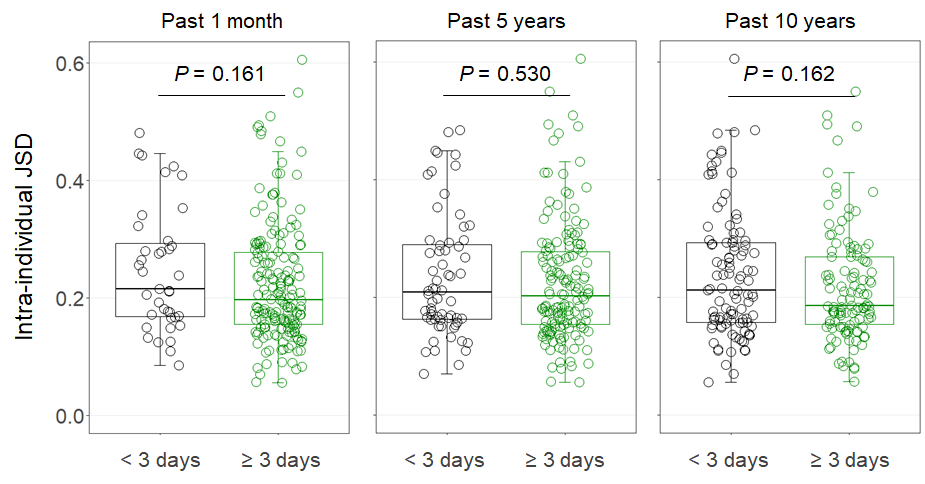 Past 1 month
Past 5 years
Past 10 years
P = 0.161
P = 0.530
P = 0.162
Intra-individual JSD
0.6
0.4
0.2
0.0
< 3 days
≥ 3 days
< 3 days
≥ 3 days
< 3 days
≥ 3 days